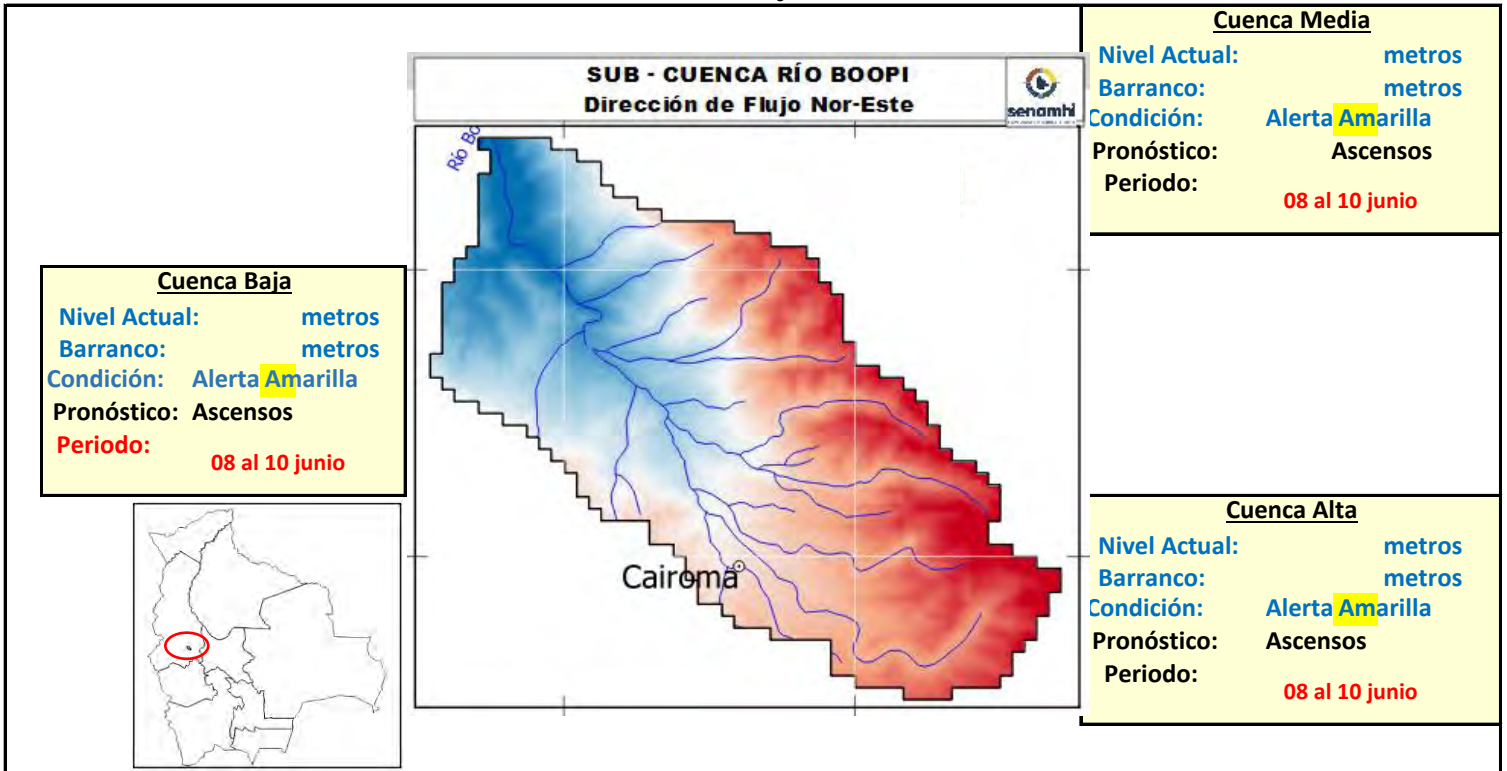 Cuenca Media
Nivel Actual: metros
Barranco: metros
Condición: Alerta Amarilla
Pronóstico: Ascensos
Periodo:
08 al 10 junio
SUB - CUENCA RÍO BOOPI
Dirección de Flujo Nor-Este
senamhi
Río Bo
Cuenca Baja
Nivel Actual: metros
Barranco: metros
Condición: Alerta Amarilla
Pronóstico: Ascensos
Periodo:
08 al 10 junio
Cairoma
Cuenca Alta
Nivel Actual: metros
Barranco: metros
Condición: Alerta Amarilla
Pronóstico: Ascensos
Periodo:
08 al 10 junio